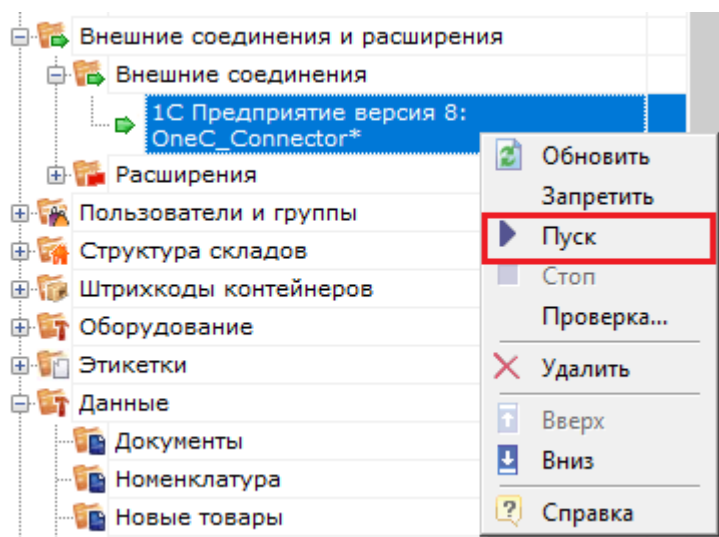 Внешние соединения и расширения
Внешние соединения
1С Предприятие версия 8:
OneC_Connector*
Расширения
Пользователи и группы
Структура складов
Штрихкоды контейнеров
Оборудование
Этикетки
Данные
Документы
Номенклатура
Новые товары
Обновить
Запретить
Пуск
Стоп
Проверка...
Удалить
Вверх
Вниз
Справка